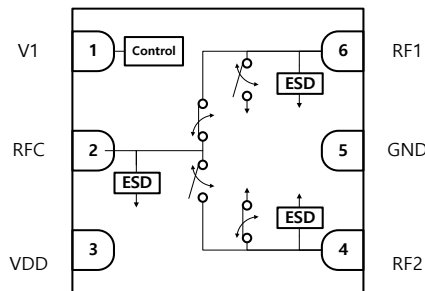 V1 1 Control 6 RF1
ESD
RFC 2 5 GND
ESD
ESD
VDD 3 4 RF2